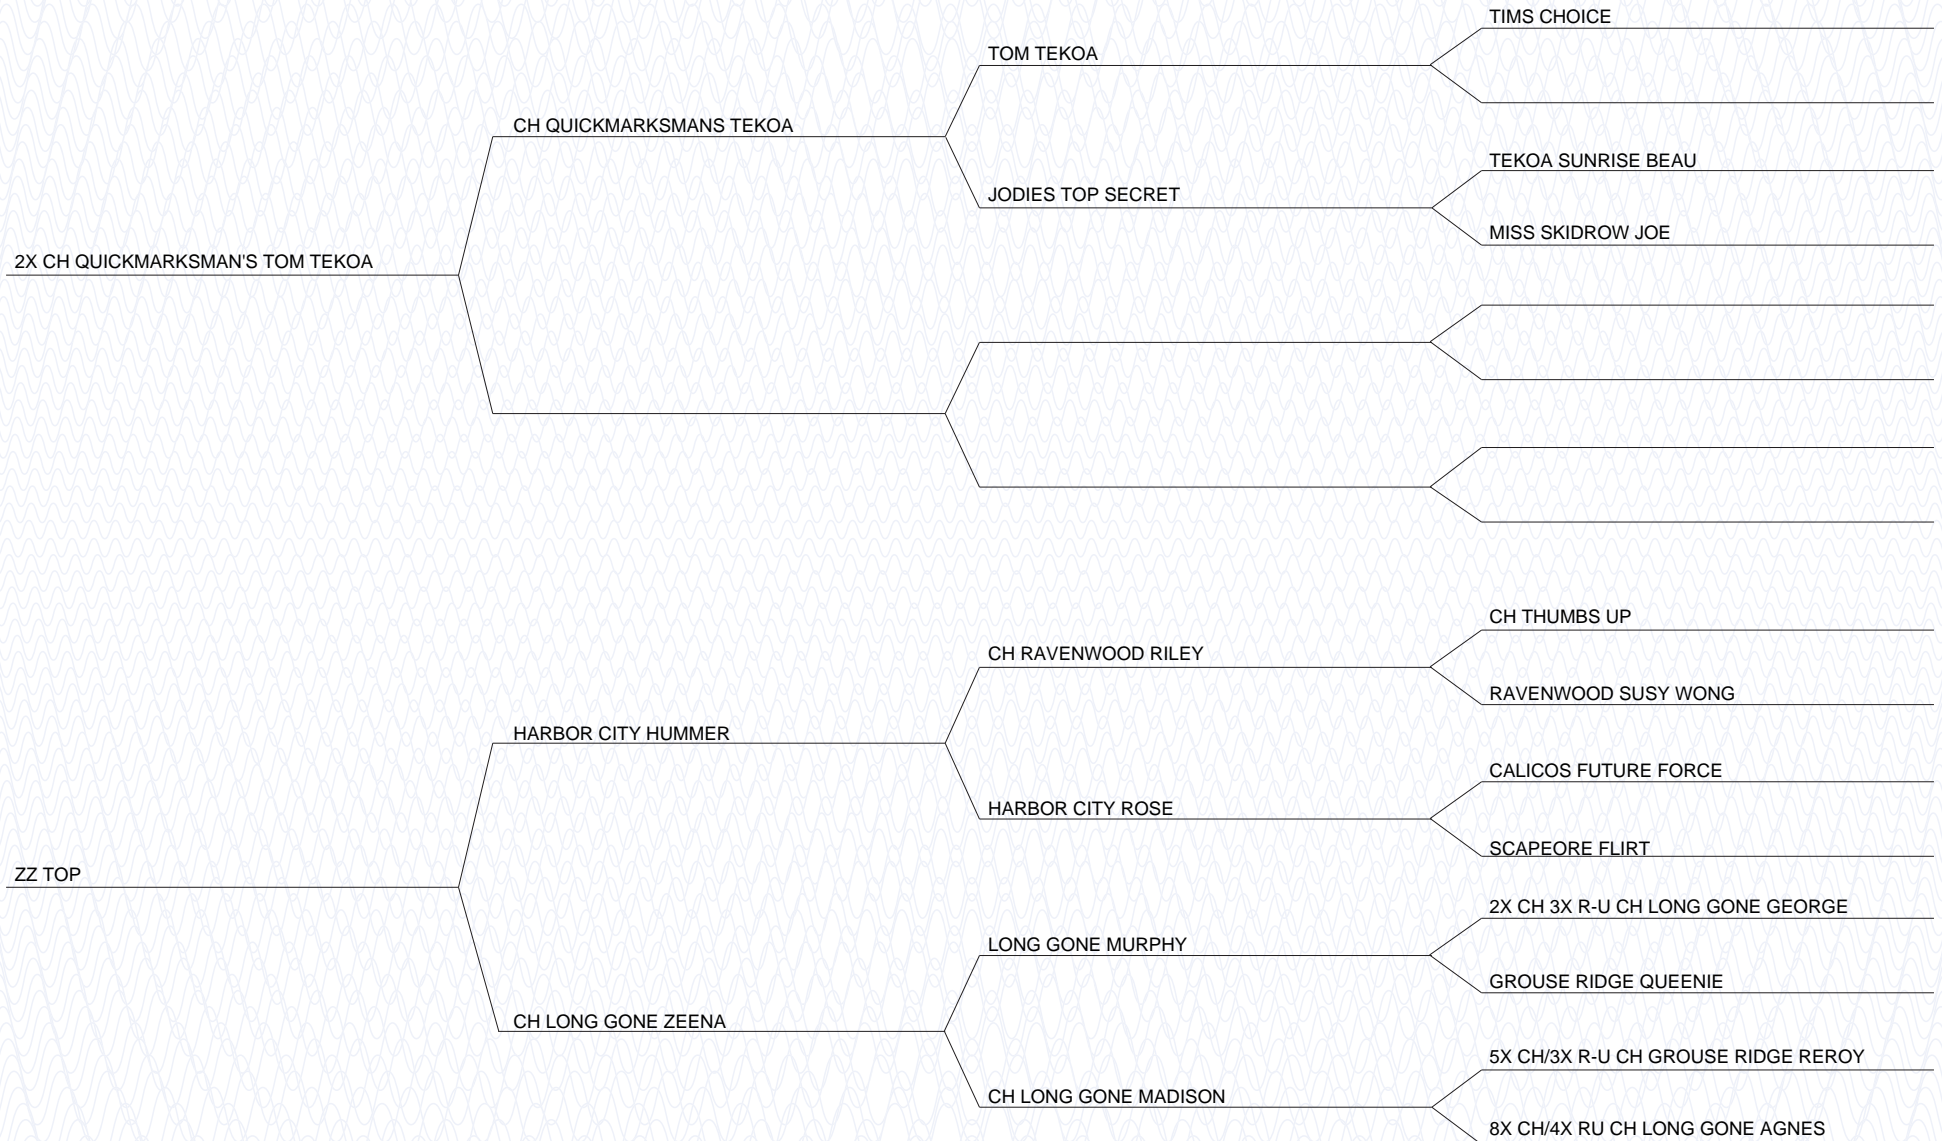 TIMS CHOICE
TOM TEKOA
CH QUICKMARKSMANS TEKOA
TEKOA SUNRISE BEAU
JODIES TOP SECRET
MISS SKIDROW JOE
2X CH QUICKMARKSMAN'S TOM TEKOA
CH THUMBS UP
CH RAVENWOOD RILEY
RAVENWOOD SUSY WONG
HARBOR CITY HUMMER
CALICOS FUTURE FORCE
HARBOR CITY ROSE
SCAPEORE FLIRT
ZZ TOP
2X CH 3X R-U CH LONG GONE GEORGE
LONG GONE MURPHY
GROUSE RIDGE QUEENIE
CH LONG GONE ZEENA
5X CH/3X R-U CH GROUSE RIDGE REROY
CH LONG GONE MADISON
8X CH/4X RU CH LONG GONE AGNES